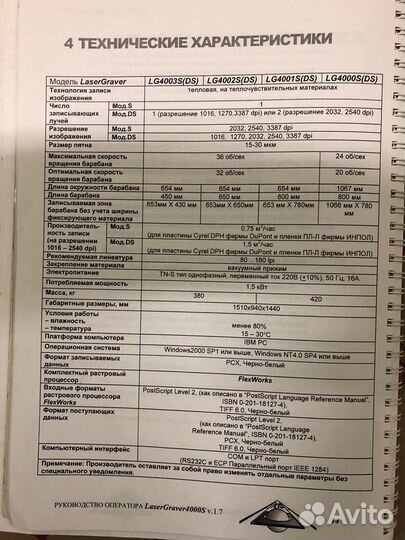 4 ТЕХНИЧЕСКИЕ ХАРАКТЕРИСТИКИ
Модель LaserGraver LG4003S(DS) LG4002S(DS) LG4001S(DS) LG4000S(DS)
Технология записи изображения тепловая, на теплочувствительных материалах
Число записывающих лучей Мод.S 1
Мод.DS 1 (разрешение 1016, 1270,3387 dpi) или 2 (разрешение 2032, 2540 dpi)
Разрешение изображения Мод.S 2032, 2540, 3387 dpi
Мод.DS 1016, 1270, 2032, 2540, 3387 dpi
Размер пятна 15-30 мкм
Максимальная скорость вращения барабана 36 об/сек 24 об/сек
Оптимальная скорость вращения барабана 32 об/сек 20 об/сек
Длина окружности барабана 654 мм 654 мм 654 мм 1067 мм
Длина барабана 450 мм 650 мм 800 мм 800 мм
Записываемая зона барабана без учета ширины фиксирующего материала 653мм X 430 мм 653мм X 650мм 653 мм X 780мм 1066 мм X 780 мм
Производительность записи (на разрешении 1016 – 2540 dpi) Мод.S 0,75 м²/час
(для пластины Cyrel DPH фирмы DuPont и пленки ПЛ-Л фирмы ИНПОЛ)
Мод.DS 1,5 м²/час
(для пластины Cyrel DPH фирмы DuPont и пленки ПЛ-Л фирмы ИНПОЛ)
Рекомендуемая линеатура 80 – 180 lpi
Закрепление материала вакуумный прижим
Электропитание TN-S тип однофазный, переменный ток 220В (±10%), 50 Гц, 16А
Потребляемая мощность 1,5 кВт
Масса, кг 380 420
Габаритные размеры, мм 1510х940х1440
Условия работы
– влажность менее 80%
– температура 15 – 30°C
Платформа компьютера IBM PC
Операционная система Windows2000 SP1 или выше, Windows NT4.0 SP4 или выше
Формат записываемых данных PCX, Черно-белый
Комплектный растровый процессор FlexWorks
Входные форматы растрового процессора FlexWorks PostScript Level 2, (как описано в "PostScript Language Reference Manual",
ISBN 0-201-18127-4),
TIFF 6.0, Черно-белый
Формат поступающих данных PostScript Level 2, (как описано в "PostScript Language
Reference Manual", ISBN 0-201-18127-4),
PCX, Черно-белый
TIFF 6.0, Черно-белый
Компьютерный интерфейс COM и LPT порт
(RS232C и ECP Параллельный порт IEEE 1284)
Примечание: Производитель оставляет за собой право изменять отдельные параметры без
специального уведомления.
РУКОВОДСТВО ОПЕРАТОРА LaserGraver4000S v.1.7
Avito